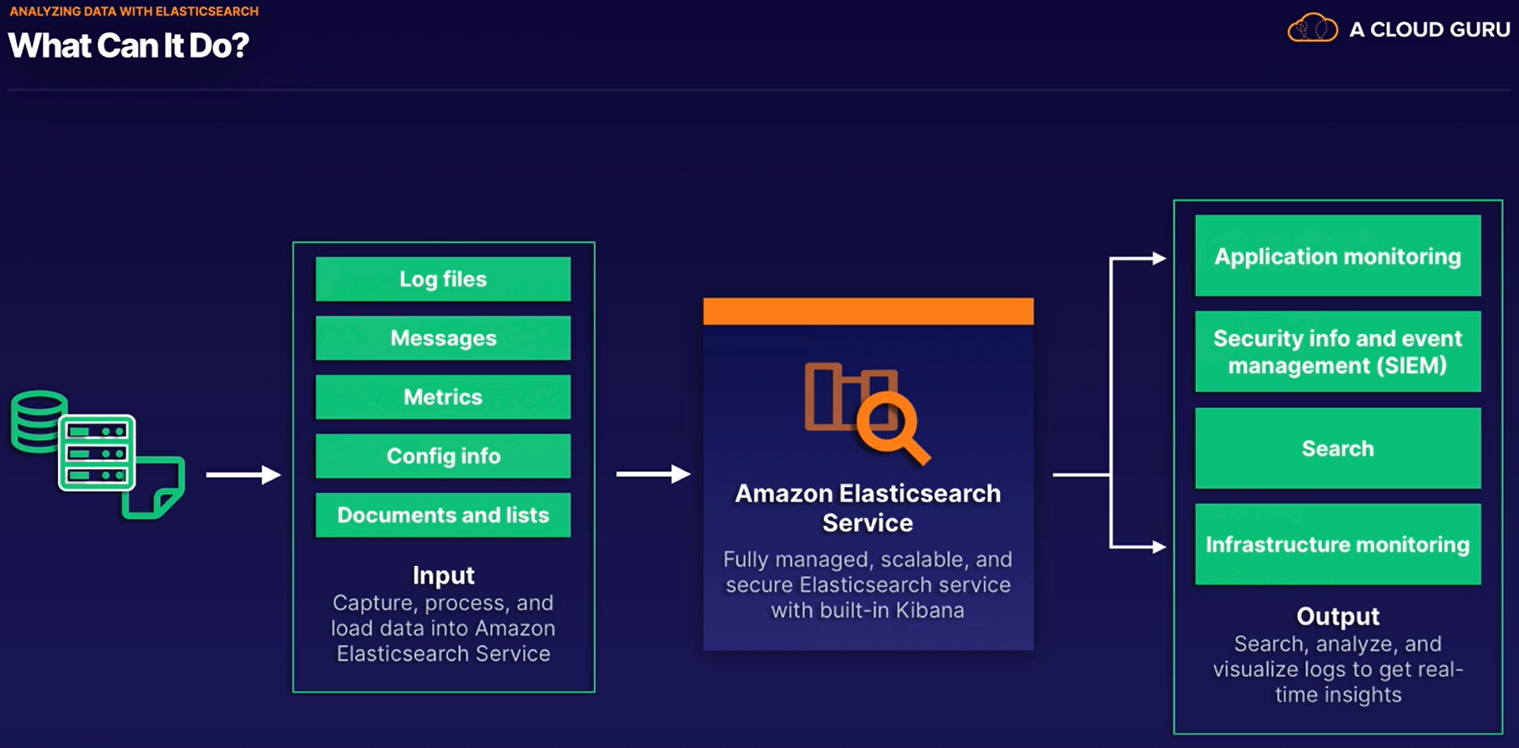 ANALYZING DATA WITH ELASTICSEARCH
What Can It Do?
A CLOUD GURU
Log files
Messages
Metrics
Config info
Documents and lists
Input
Capture, process, and
load data into Amazon
Elasticsearch Service
Amazon Elasticsearch
Service
Fully managed, scalable, and
secure Elasticsearch service
with built-in Kibana
Application monitoring
Security info and event
management (SIEM)
Search
Infrastructure monitoring
Output
Search, analyze, and
visualize logs to get real-
time insights